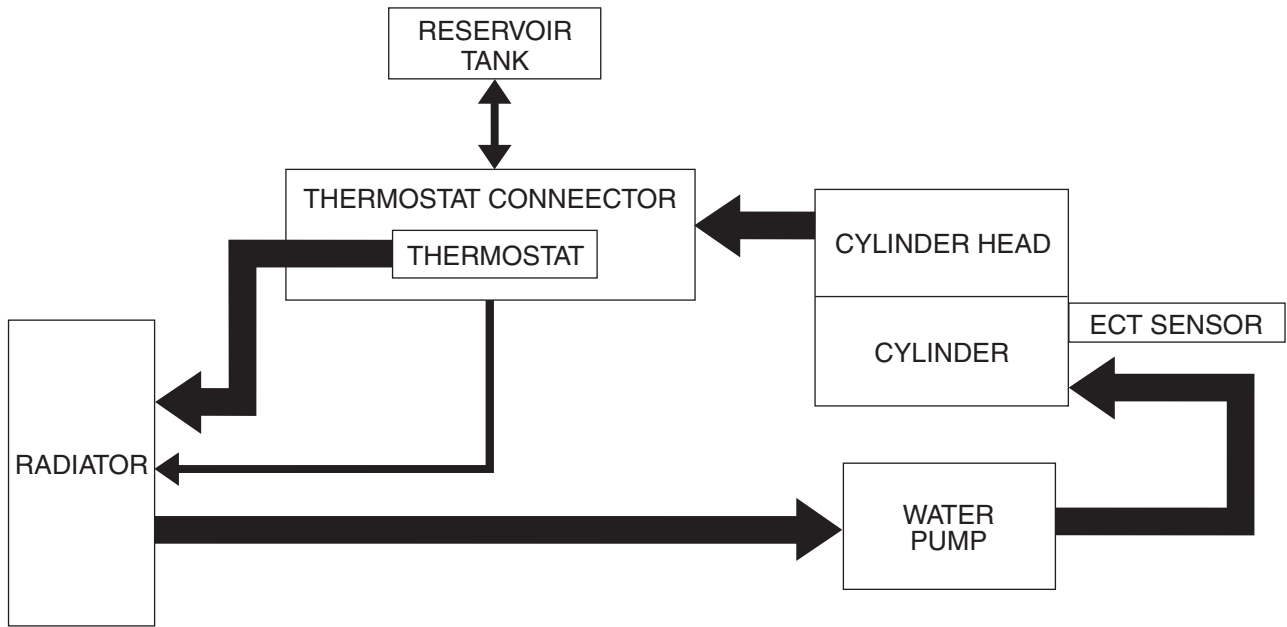 RESERVOIR
TANK
THERMOSTAT CONNEECTOR
THERMOSTAT
CYLINDER HEAD
ECT SENSOR
CYLINDER
RADIATOR
WATER
PUMP